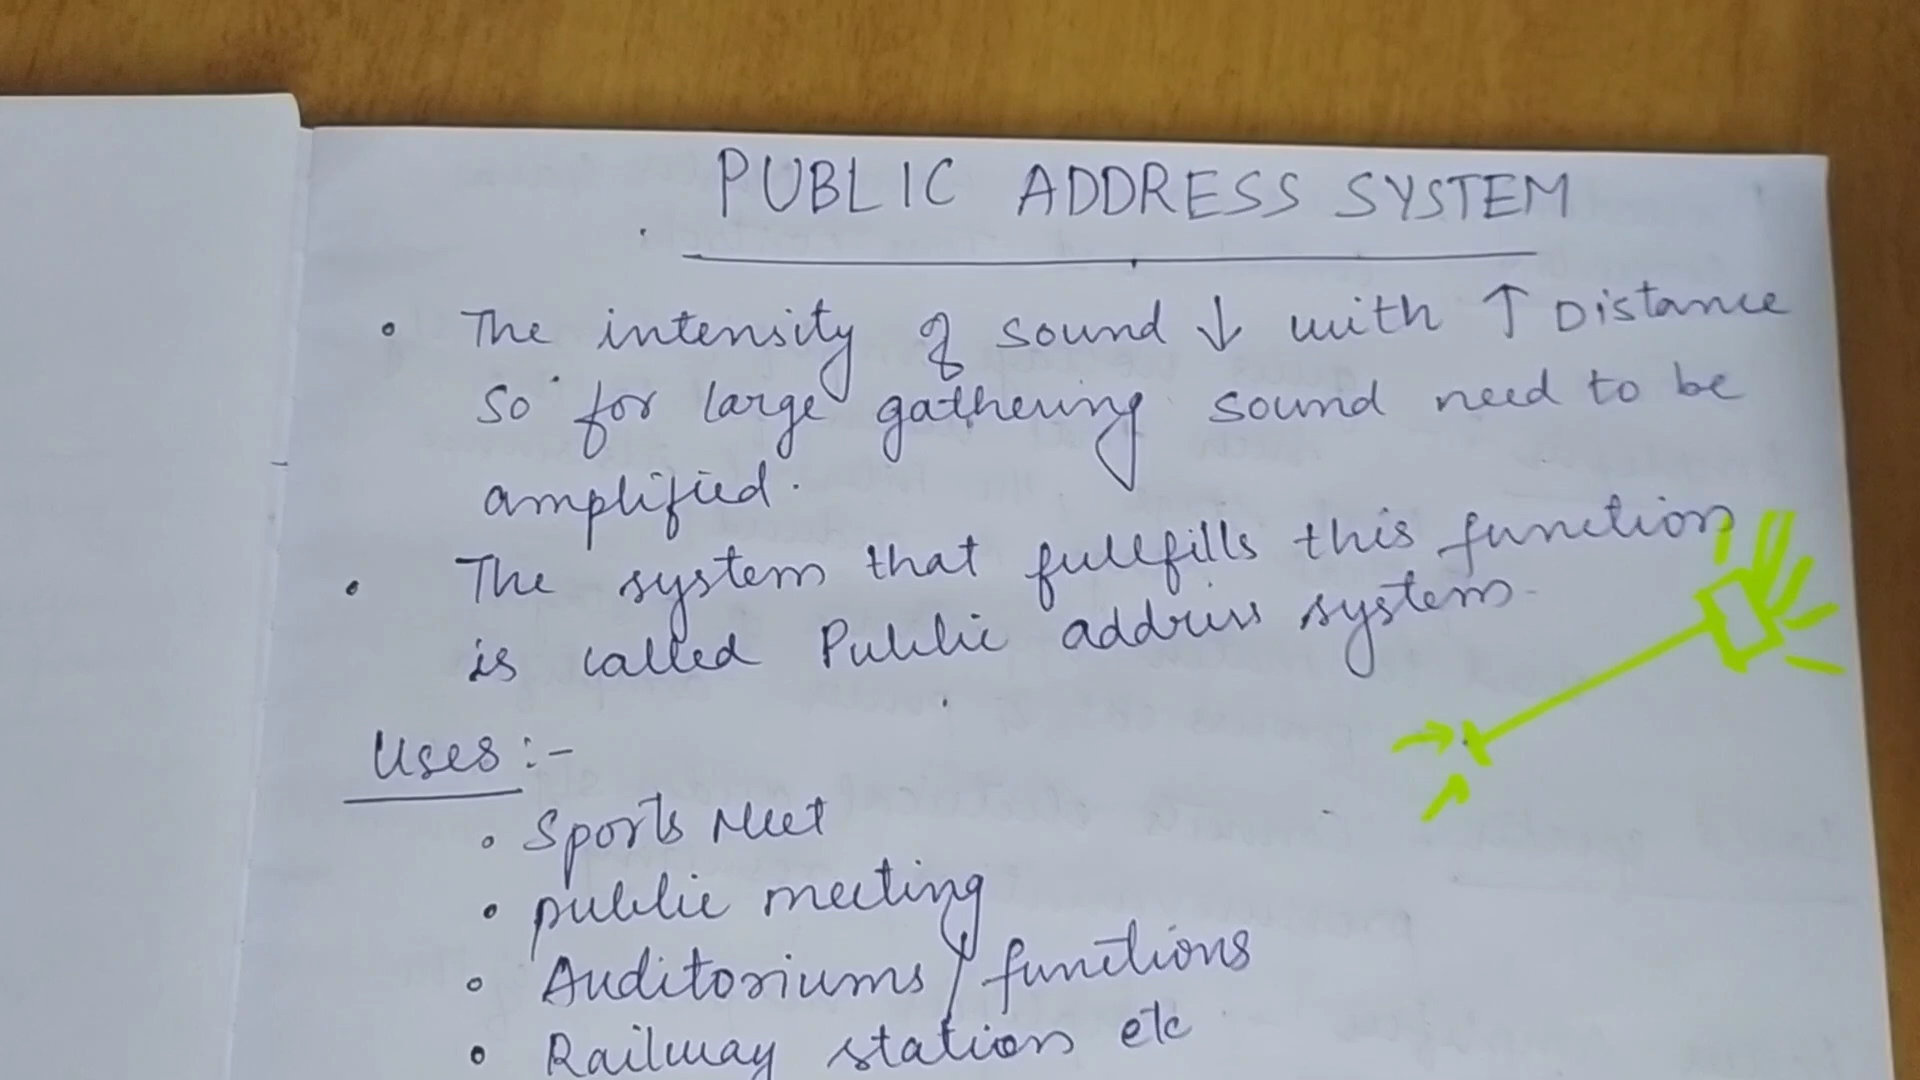 PUBLIC ADDRESS SYSTEM
• The intensity of sound ↓ with ↑ Distance
so for large gathering sound need to be
amplified.
• The system that fullfills this function
is called Public address system.
Uses :-
• Sports Meet
• public meeting
• Auditoriums / functions
• Railway station etc